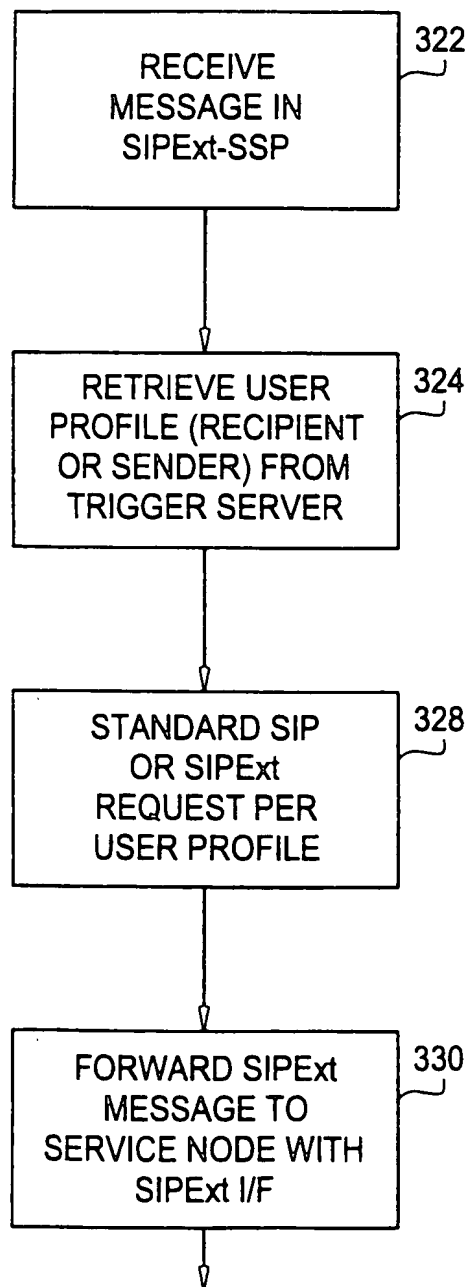 322
RECEIVE
MESSAGE IN
SIPExt-SSP
324
RETRIEVE USER
PROFILE (RECIPIENT
OR SENDER) FROM
TRIGGER SERVER
328
STANDARD SIP
OR SIPExt
REQUEST PER
USER PROFILE
330
FORWARD SIPExt
MESSAGE TO
SERVICE NODE WITH
SIPExt I/F